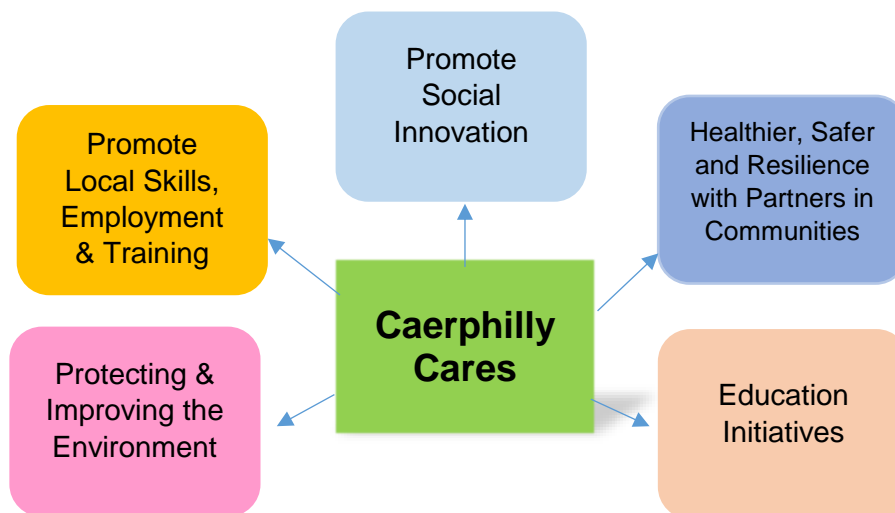 Promote
Social
Innovation
Promote
Local Skills,
Employment
& Training
Healthier, Safer
and Resilience
with Partners in
Communities
Caerphilly
Cares
Protecting &
Improving the
Environment
Education
Initiatives